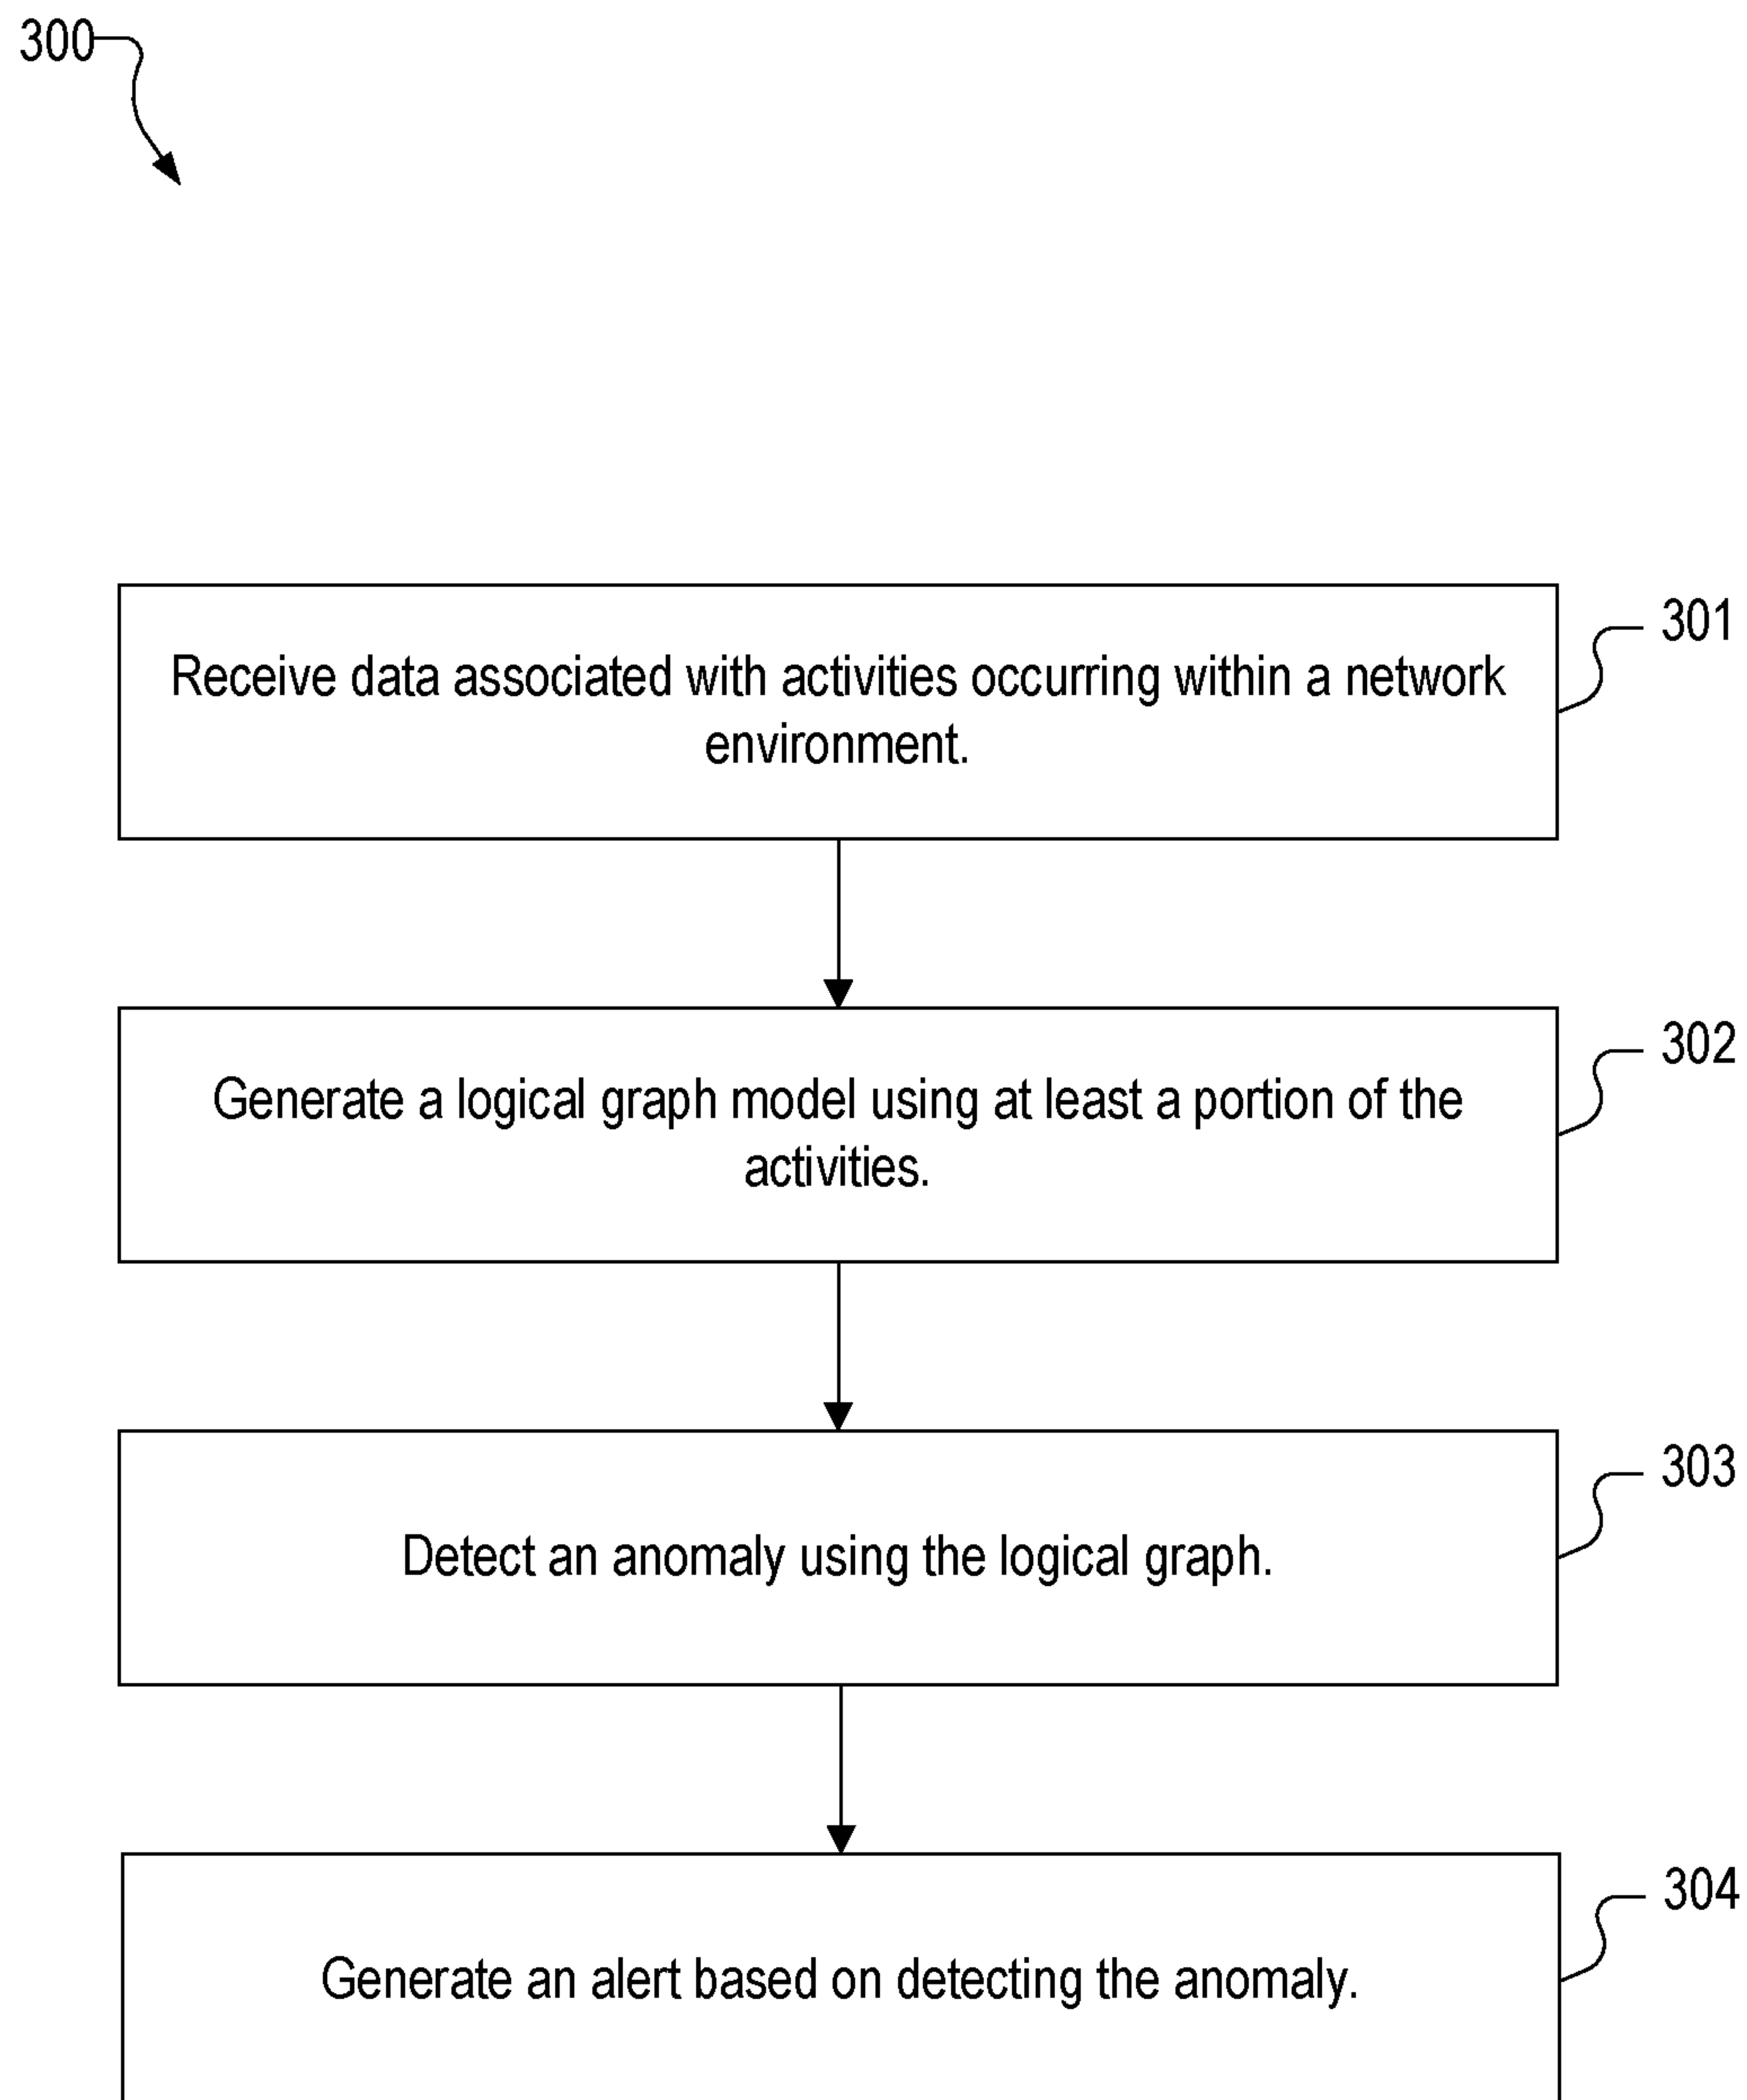 300
Receive data associated with activities occurring within a network
environment.
301
Generate a logical graph model using at least a portion of the
activities.
302
Detect an anomaly using the logical graph.
303
Generate an alert based on detecting the anomaly.
304